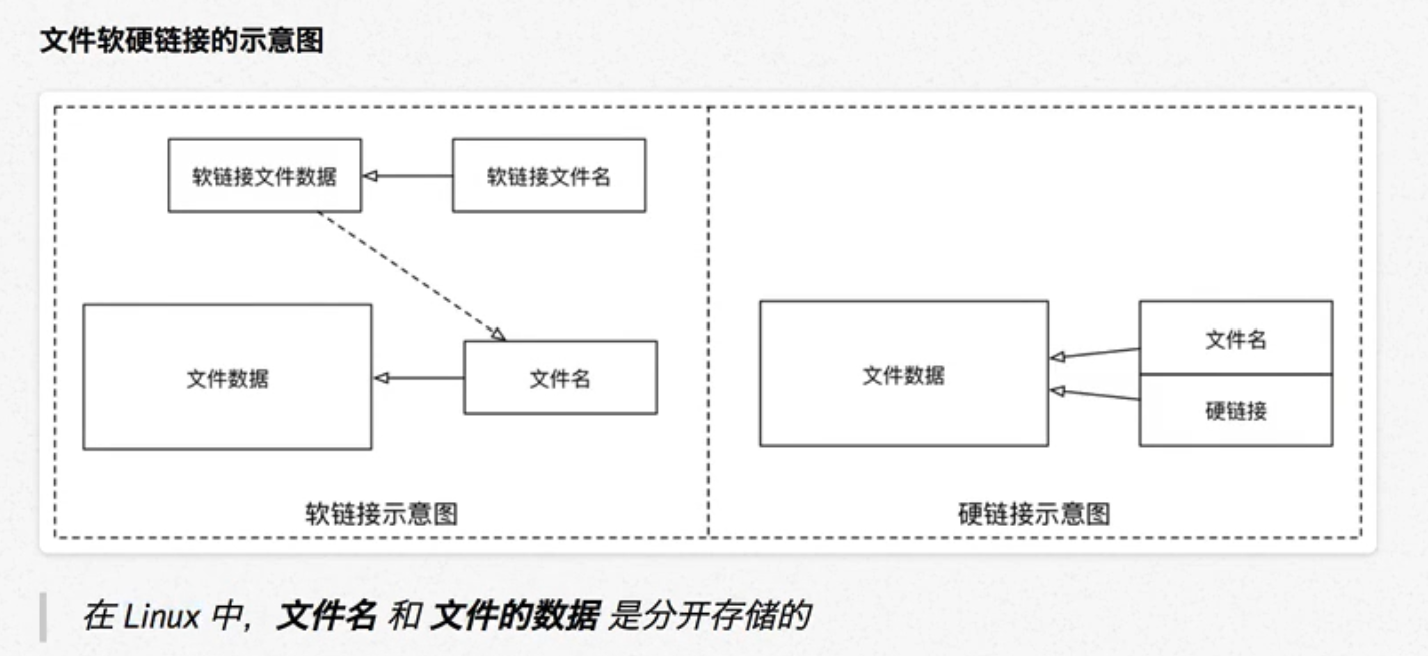 文件软硬链接的示意图
软链接文件数据
软链接文件名
文件数据
文件名
软链接示意图
文件数据
文件名
硬链接
硬链接示意图
在 Linux 中，文件名 和 文件的数据 是分开存储的